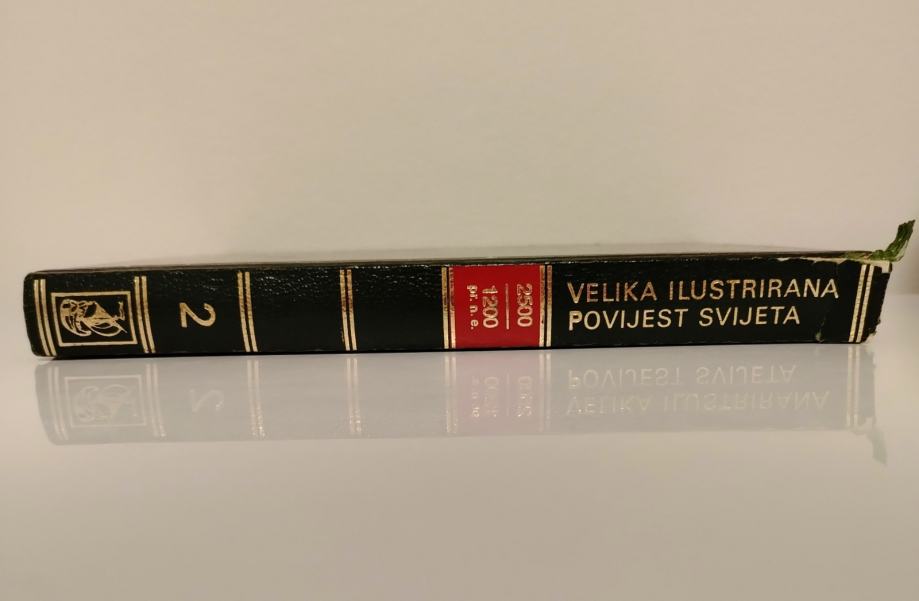 VELIKA ILUSTRIRANA
POVIJEST SVIJETA
2500
1200
pr. n. e.
2